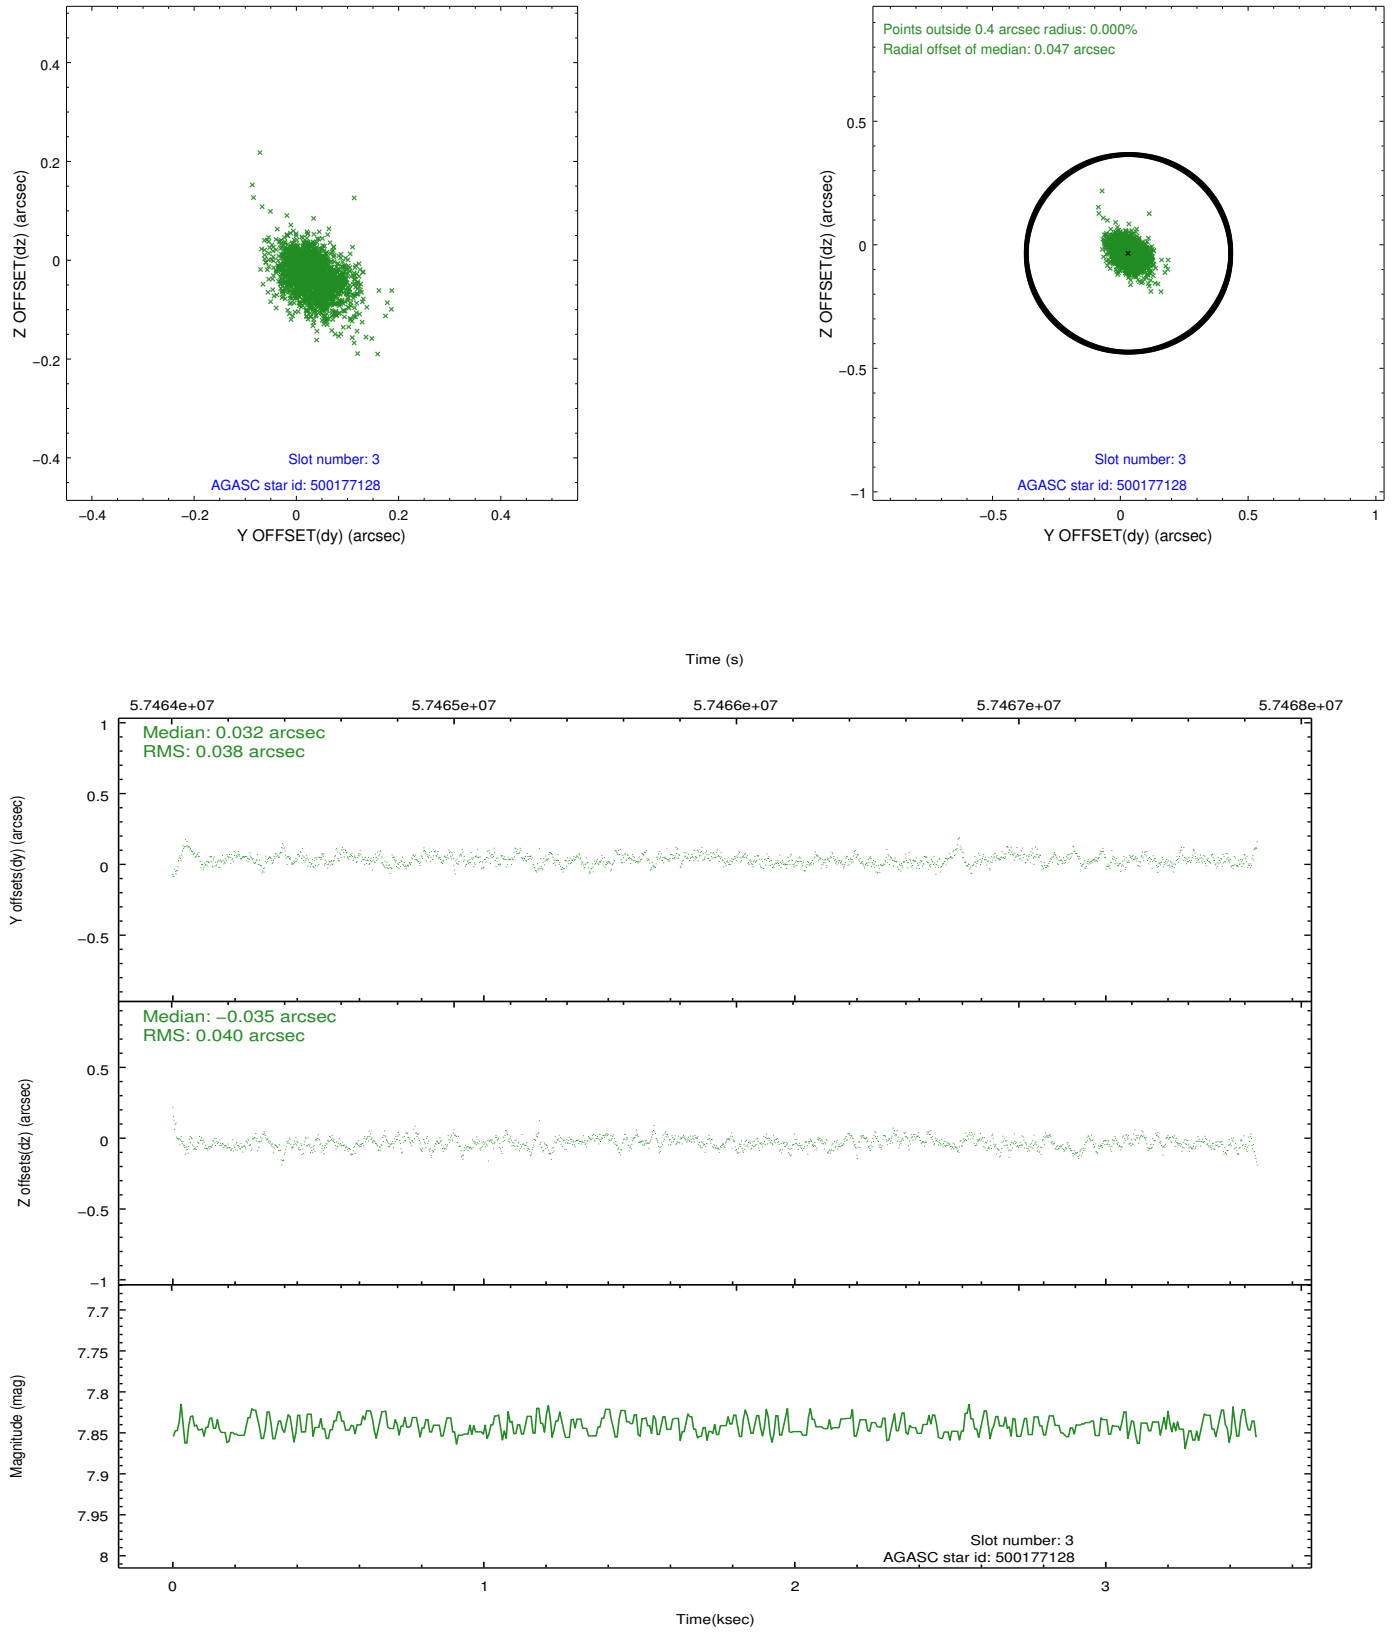 0.4
0.2
0
−0.2
−0.4
Z OFFSET(dz) (arcsec)
Slot number: 3
AGASC star id: 500177128
−0.4 −0.2 0 0.2 0.4
Y OFFSET(dy) (arcsec)
Points outside 0.4 arcsec radius: 0.000%
Radial offset of median: 0.047 arcsec
0.5
0
−0.5
−1
Z OFFSET(dz) (arcsec)
Slot number: 3
AGASC star id: 500177128
−0.5 0 0.5 1
Y OFFSET(dy) (arcsec)
Time (s)
5.7464e+07 5.7465e+07 5.7466e+07 5.7467e+07 5.7468e+07
Median: 0.032 arcsec
RMS: 0.038 arcsec
1
0.5
0
−0.5
Y offsets(dy) (arcsec)
Median: −0.035 arcsec
RMS: 0.040 arcsec
0.5
0
−0.5
−1
Z offsets(dz) (arcsec)
7.7
7.75
7.8
7.85
7.9
7.95
8
Magnitude (mag)
Slot number: 3
AGASC star id: 500177128
0 1 2 3
Time(ksec)